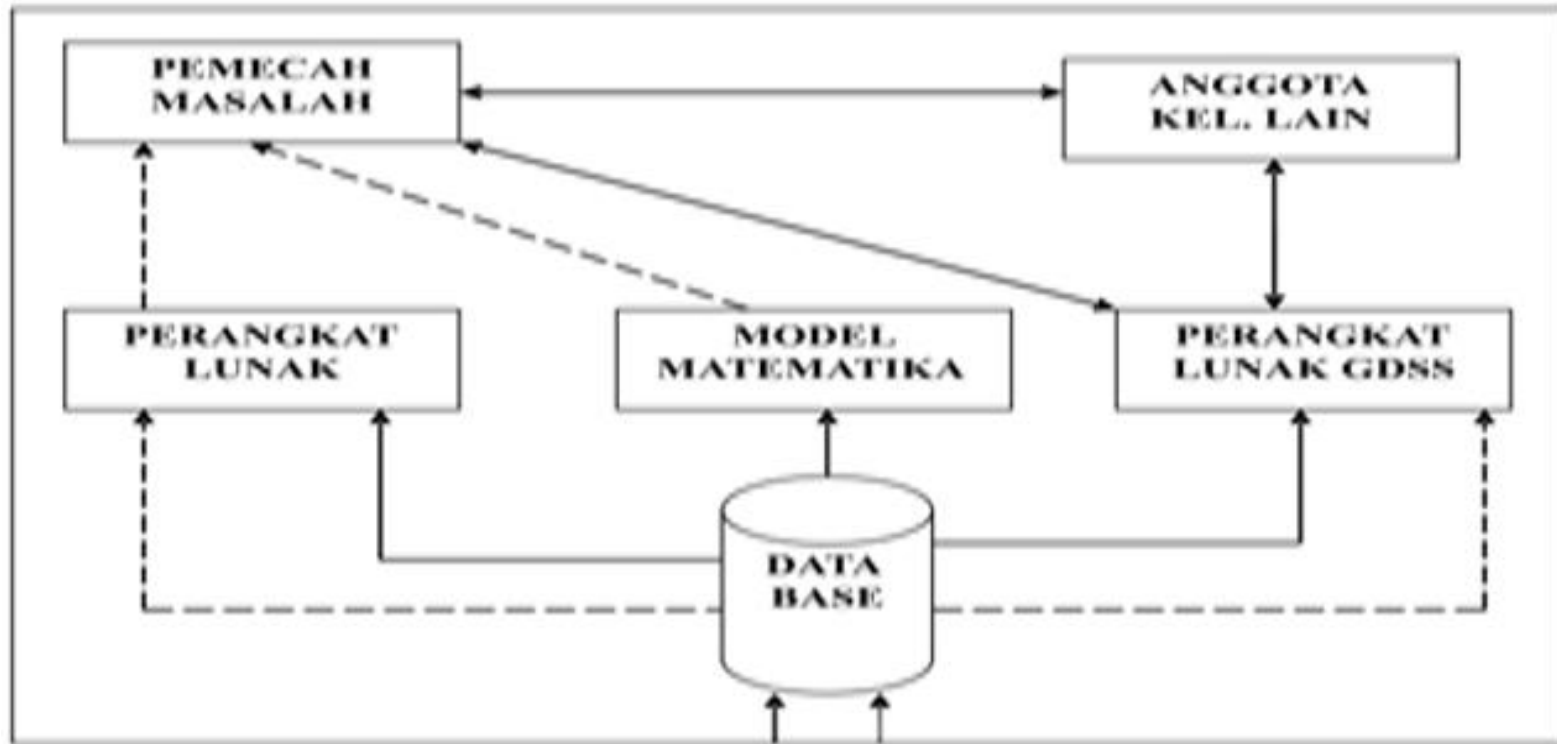 PEMECAH
MASALAH
ANGGOTA
KEL. LAIN
PERANGKAT
LUNAK
MODEL
MATEMATIKA
PERANGKAT
LUNAK GDSS
DATA
BASE